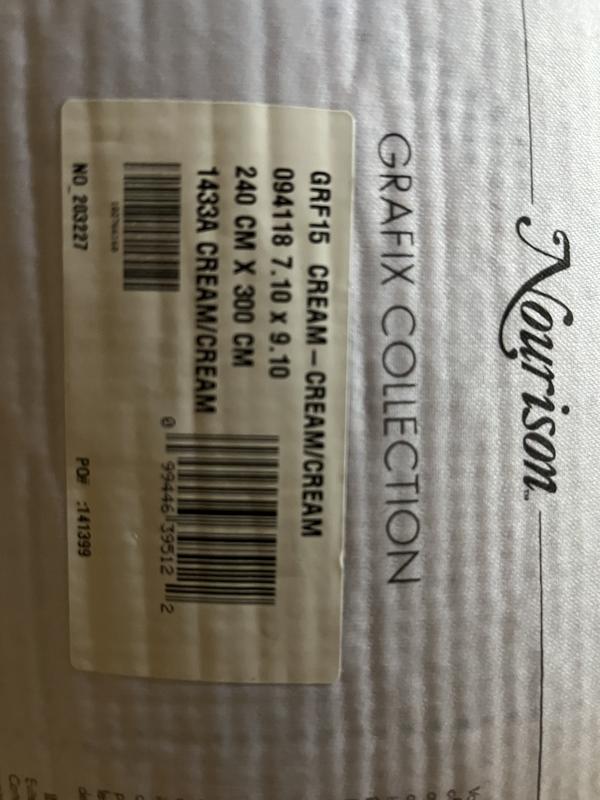 Nourison
GRAFIX COLLECTION
GRF15 CREAM-CREAM/CREAM
094118 7.10 x 9.10
240 CM X 300 CM
1433A CREAM/CREAM
0 99446 39512 2
NO 283227
PO# :141399